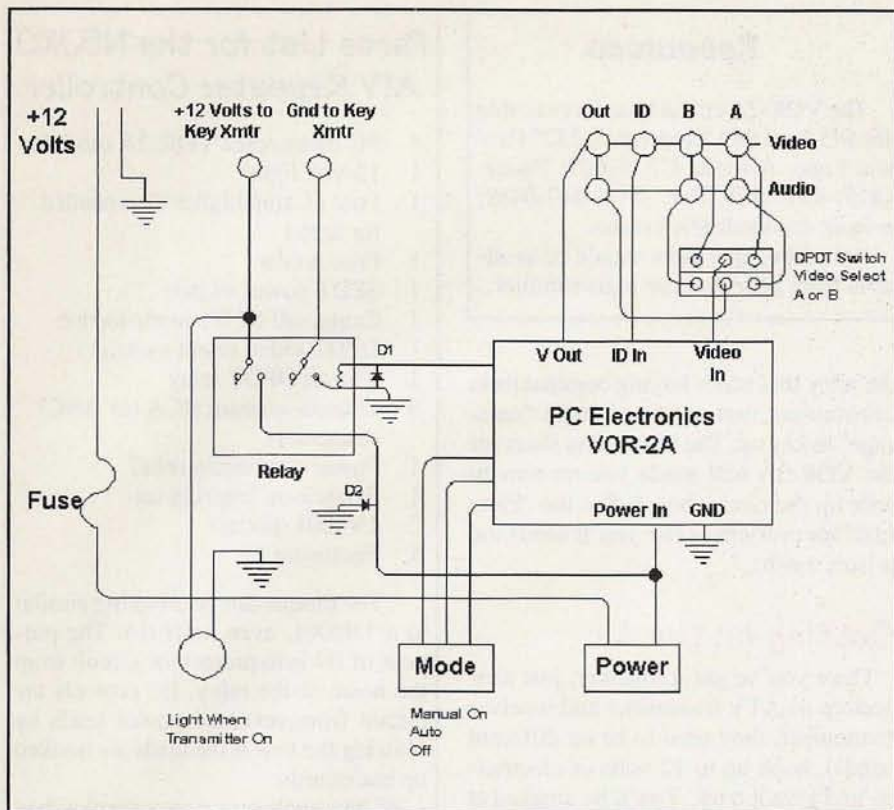 +12
Volts
+12 Volts to
Key Xmtr
Gnd to Key
Xmtr
Out ID B A
Video
Audio
DPDT Switch
Video Select
A or B
V Out ID In Video
In
D1
PC Electronics
VOR-2A
Relay
D2
Fuse
Power In GND
Mode
Power
Light When
Transmitter On
Manual On
Auto
Off